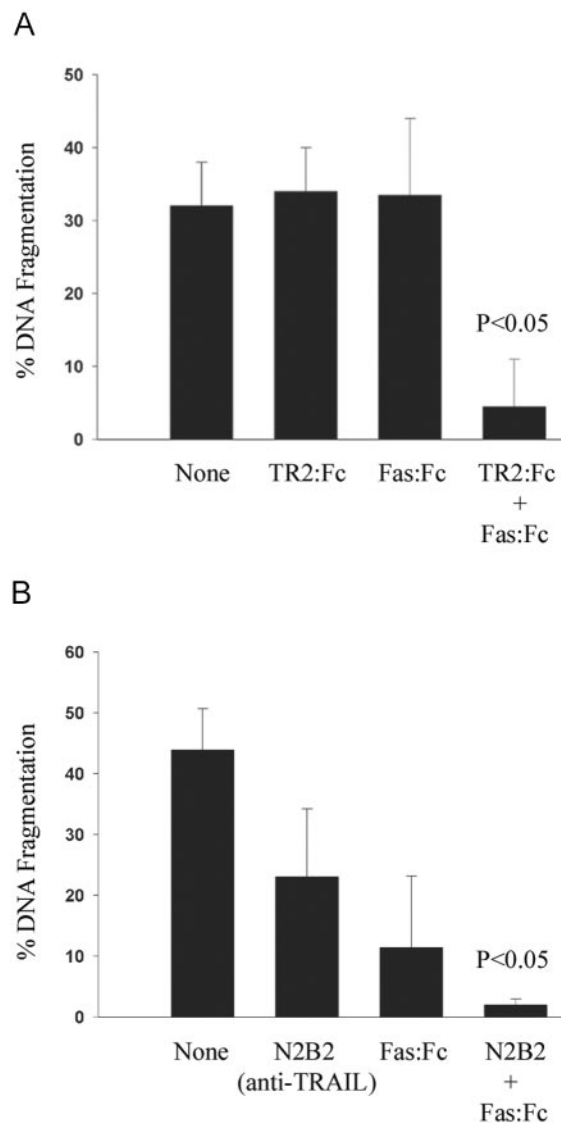 A
% DNA Fragmentation
50
40
30
20
10
0
P<0.05
None TR2:Fc Fas:Fc TR2:Fc
+
Fas:Fc
B
% DNA Fragmentation
60
50
40
30
20
10
0
P<0.05
None N2B2 Fas:Fc N2B2
(anti-TRAIL) +
Fas:Fc